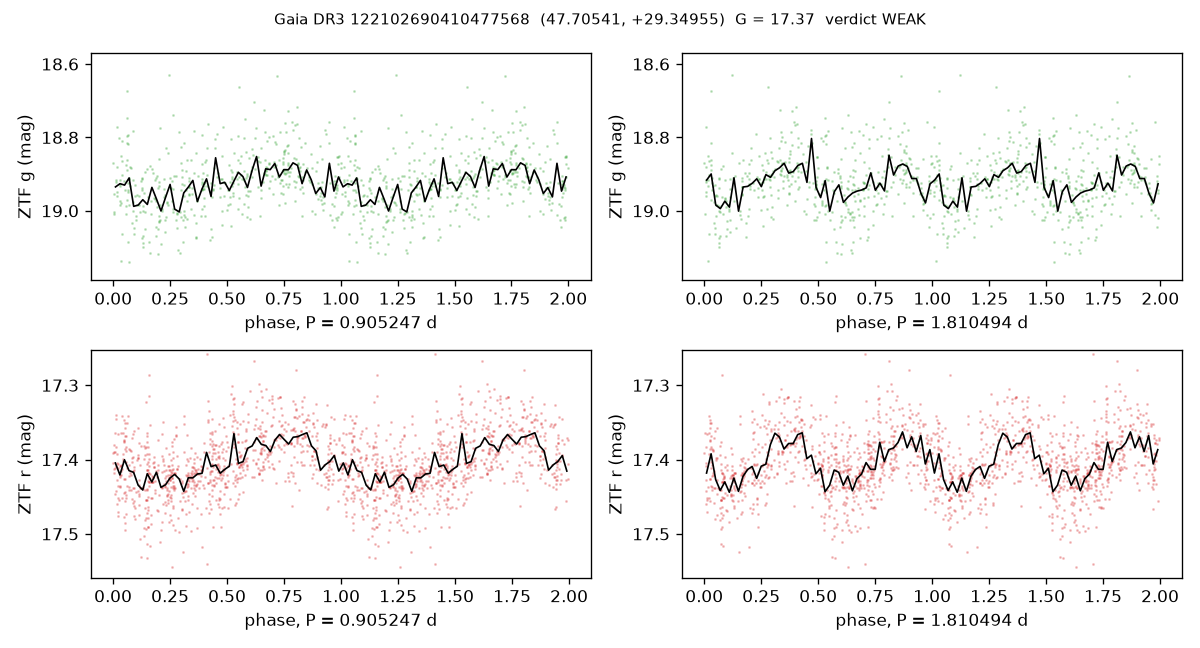 Gaia DR3 122102690410477568 (47.70541, +29.34955) G = 17.37 verdict WEAK
ZTF g (mag)
18.6
18.8
19.0
0.00 0.25 0.50 0.75 1.00 1.25 1.50 1.75 2.00
phase, P = 0.905247 d
ZTF g (mag)
18.6
18.8
19.0
0.00 0.25 0.50 0.75 1.00 1.25 1.50 1.75 2.00
phase, P = 1.810494 d
ZTF r (mag)
17.3
17.4
17.5
0.00 0.25 0.50 0.75 1.00 1.25 1.50 1.75 2.00
phase, P = 0.905247 d
ZTF r (mag)
17.3
17.4
17.5
0.00 0.25 0.50 0.75 1.00 1.25 1.50 1.75 2.00
phase, P = 1.810494 d